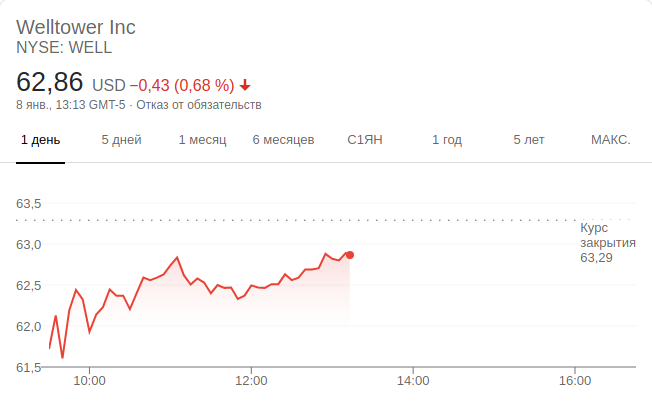 Welltower Inc
NYSE: WELL
62,86 USD −0,43 (0,68 %)
8 янв., 13:13 GMT-5 · Отказ от обязательств
1 день 5 дней 1 месяц 6 месяцев С1ЯН 1 год 5 лет МАКС.
63,5
Курс
закрытия
63,29
63,0
62,5
62,0
61,5
10:00 12:00 14:00 16:00